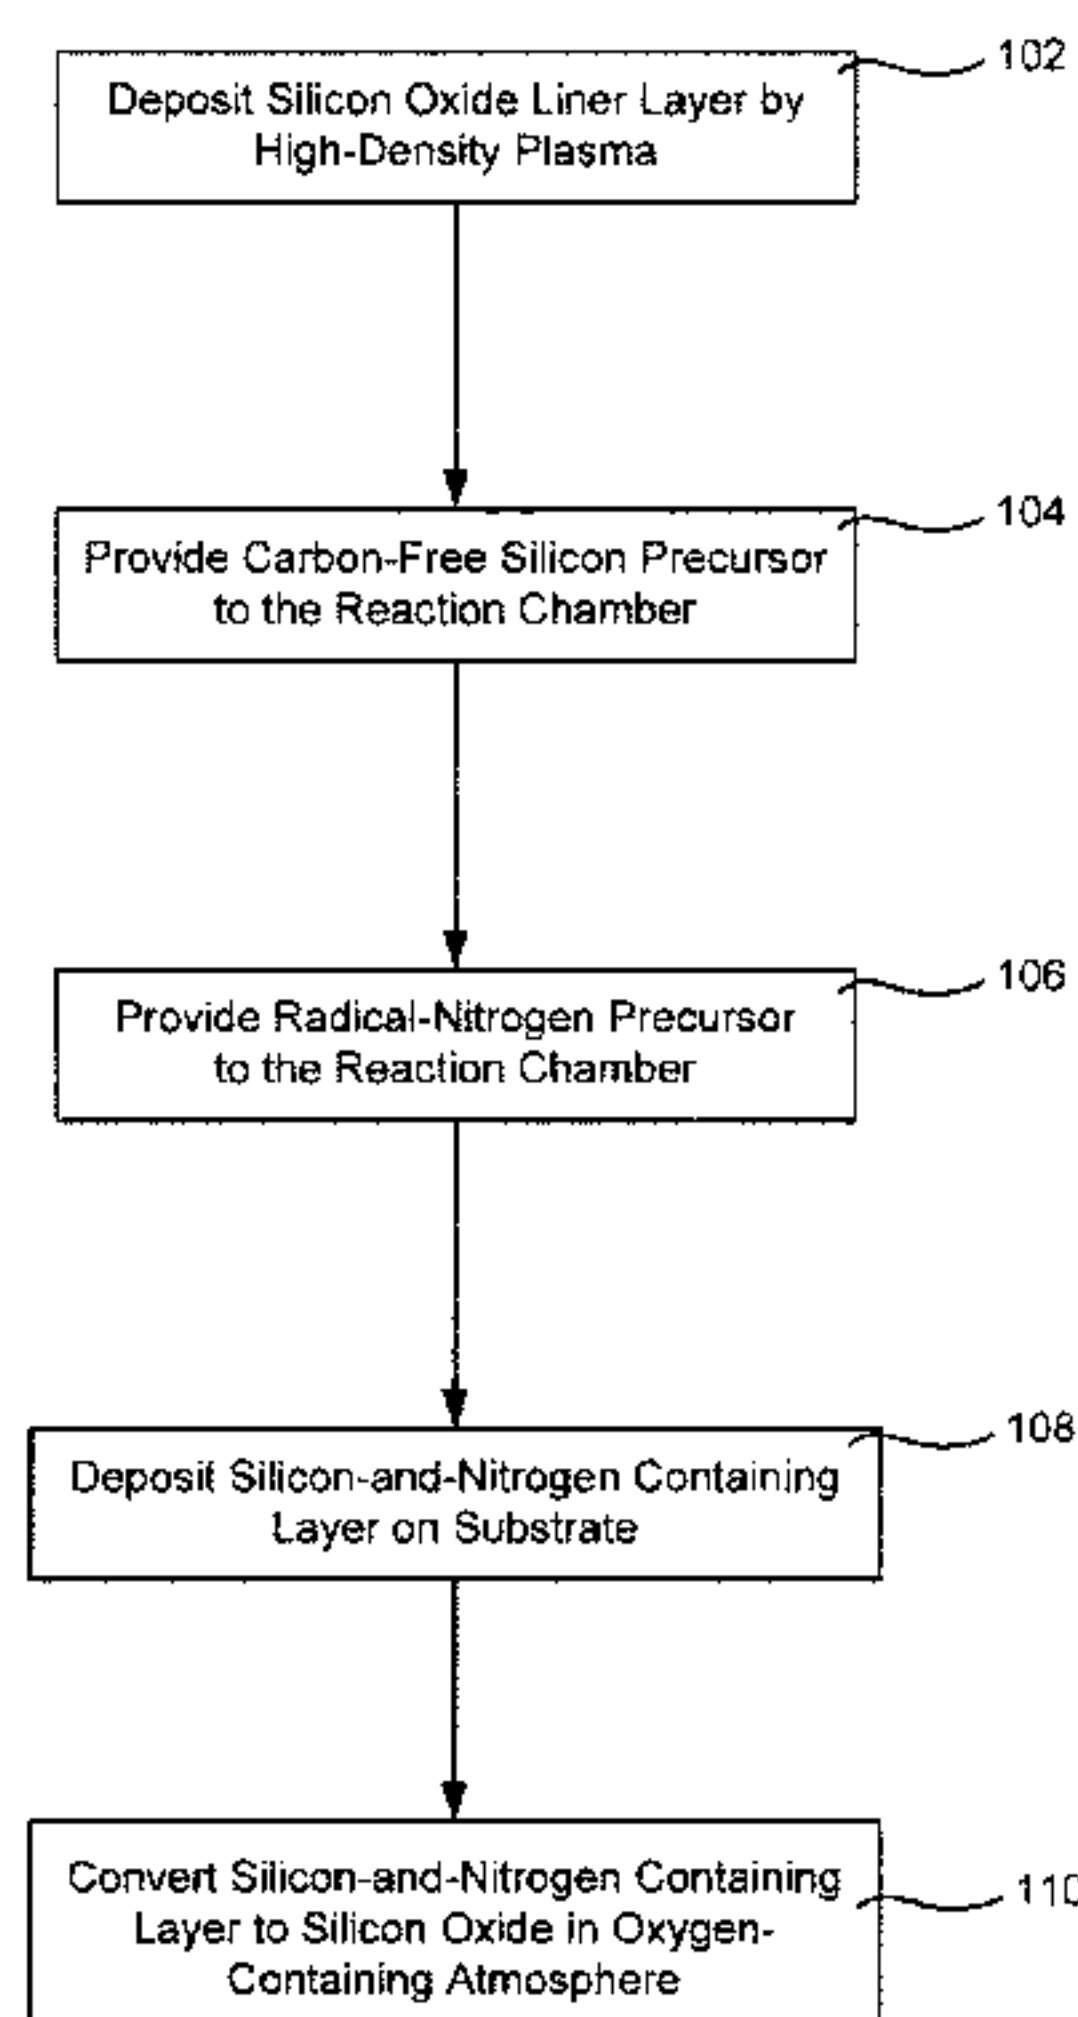 102
Deposit Silicon Oxide Liner Layer by
High-Density Plasma
104
Provide Carbon-Free Silicon Precursor
to the Reaction Chamber
106
Provide Radical-Nitrogen Precursor
to the Reaction Chamber
108
Deposit Silicon-and-Nitrogen Containing
Layer on Substrate
110
Convert Silicon-and-Nitrogen Containing
Layer to Silicon Oxide in Oxygen-
Containing Atmosphere